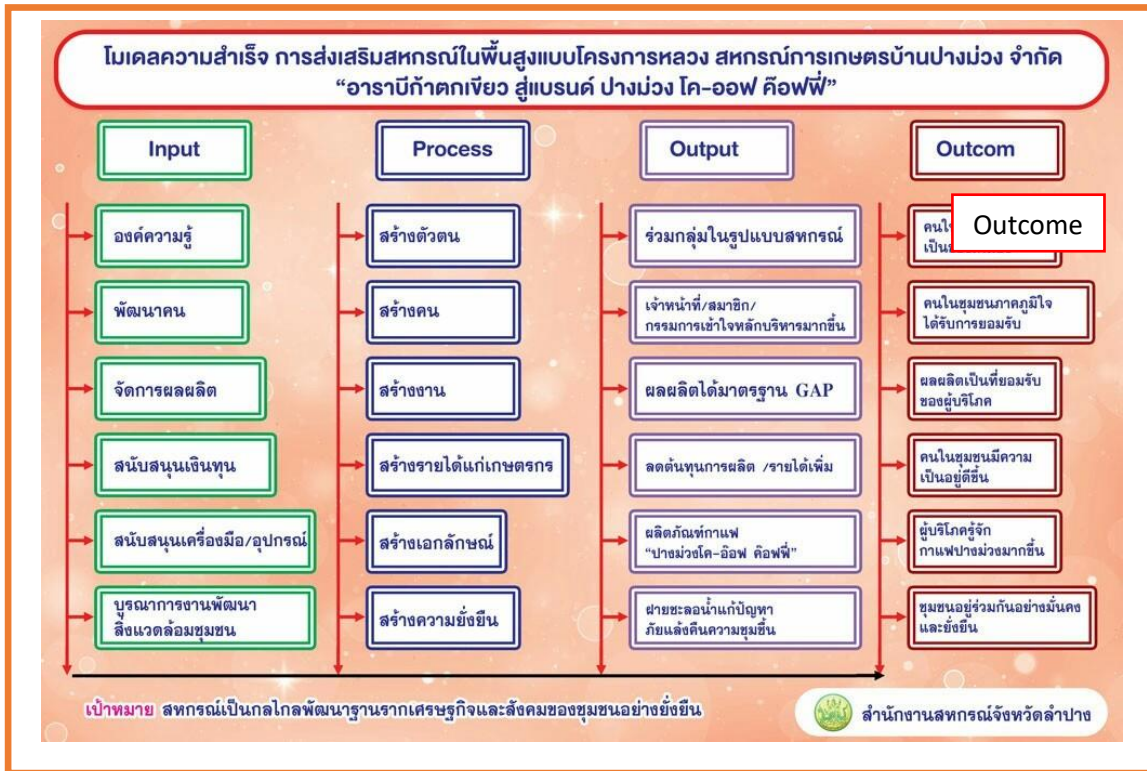 โมเดลความสำเร็จ การส่งเสริมสหกรณ์ในพื้นสูงแบบโครงการหลวง สหกรณ์การเกษตรบ้านปางม่วง จำกัด
“อาราบีก้าตกเขียว สู่แบรนด์ ปางม่วง โค-ออฟ ค๊อฟฟี่”
Input
องค์ความรู้
พัฒนาคน
จัดการผลผลิต
สนับสนุนเงินทุน
สนับสนุนเครื่องมือ/อุปกรณ์
บูรณาการงานพัฒนา
สิ่งแวดล้อมชุมชน
Process
สร้างตัวตน
สร้างคน
สร้างงาน
สร้างรายได้แก่เกษตรกร
สร้างเอกลักษณ์
สร้างความยั่งยืน
Output
ร่วมกลุ่มในรูปแบบสหกรณ์
เจ้าหน้าที่/สมาชิก/
กรรมการเข้าใจหลักบริหารมากขึ้น
ผลผลิตได้มาตรฐาน GAP
ลดต้นทุนการผลิต /รายได้เพิ่ม
ผลิตภัณฑ์กาแฟ
“ปางม่วงโค-อ๊อฟ ค๊อฟฟี่”
ฝายชะลอน้ำแก้ปัญหา
ภัยแล้งคืนความชุมชื้น
Outcom
Outcome
คนในชุมชนภาคภูมิใจ
ได้รับการยอมรับ
ผลผลิตเป็นที่ยอมรับ
ของผู้บริโภค
คนในชุมชนมีความ
เป็นอยู่ดีขึ้น
ผู้บริโภครู้จัก
กาแฟปางม่วงมากขึ้น
ชุมชนอยู่ร่วมกันอย่างมั่นคง
และยั่งยืน
เป้าหมาย สหกรณ์เป็นกลไกลพัฒนาฐานรากเศรษฐกิจและสังคมของชุมชนอย่างยั่งยืน
สำนักงานสหกรณ์จังหวัดลำปาง